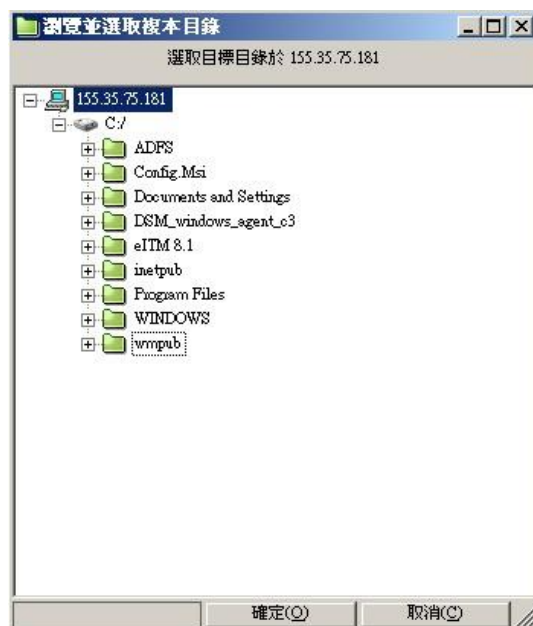 瀏覽並選取複本目錄
選取目標目錄於 155.35.75.181
155.35.75.181
C:/
ADFS
Config.Msi
Documents and Settings
DSM_windows_agent_c3
eITM 8.1
inetpub
Program Files
WINDOWS
wmpub
確定(O) 取消(C)